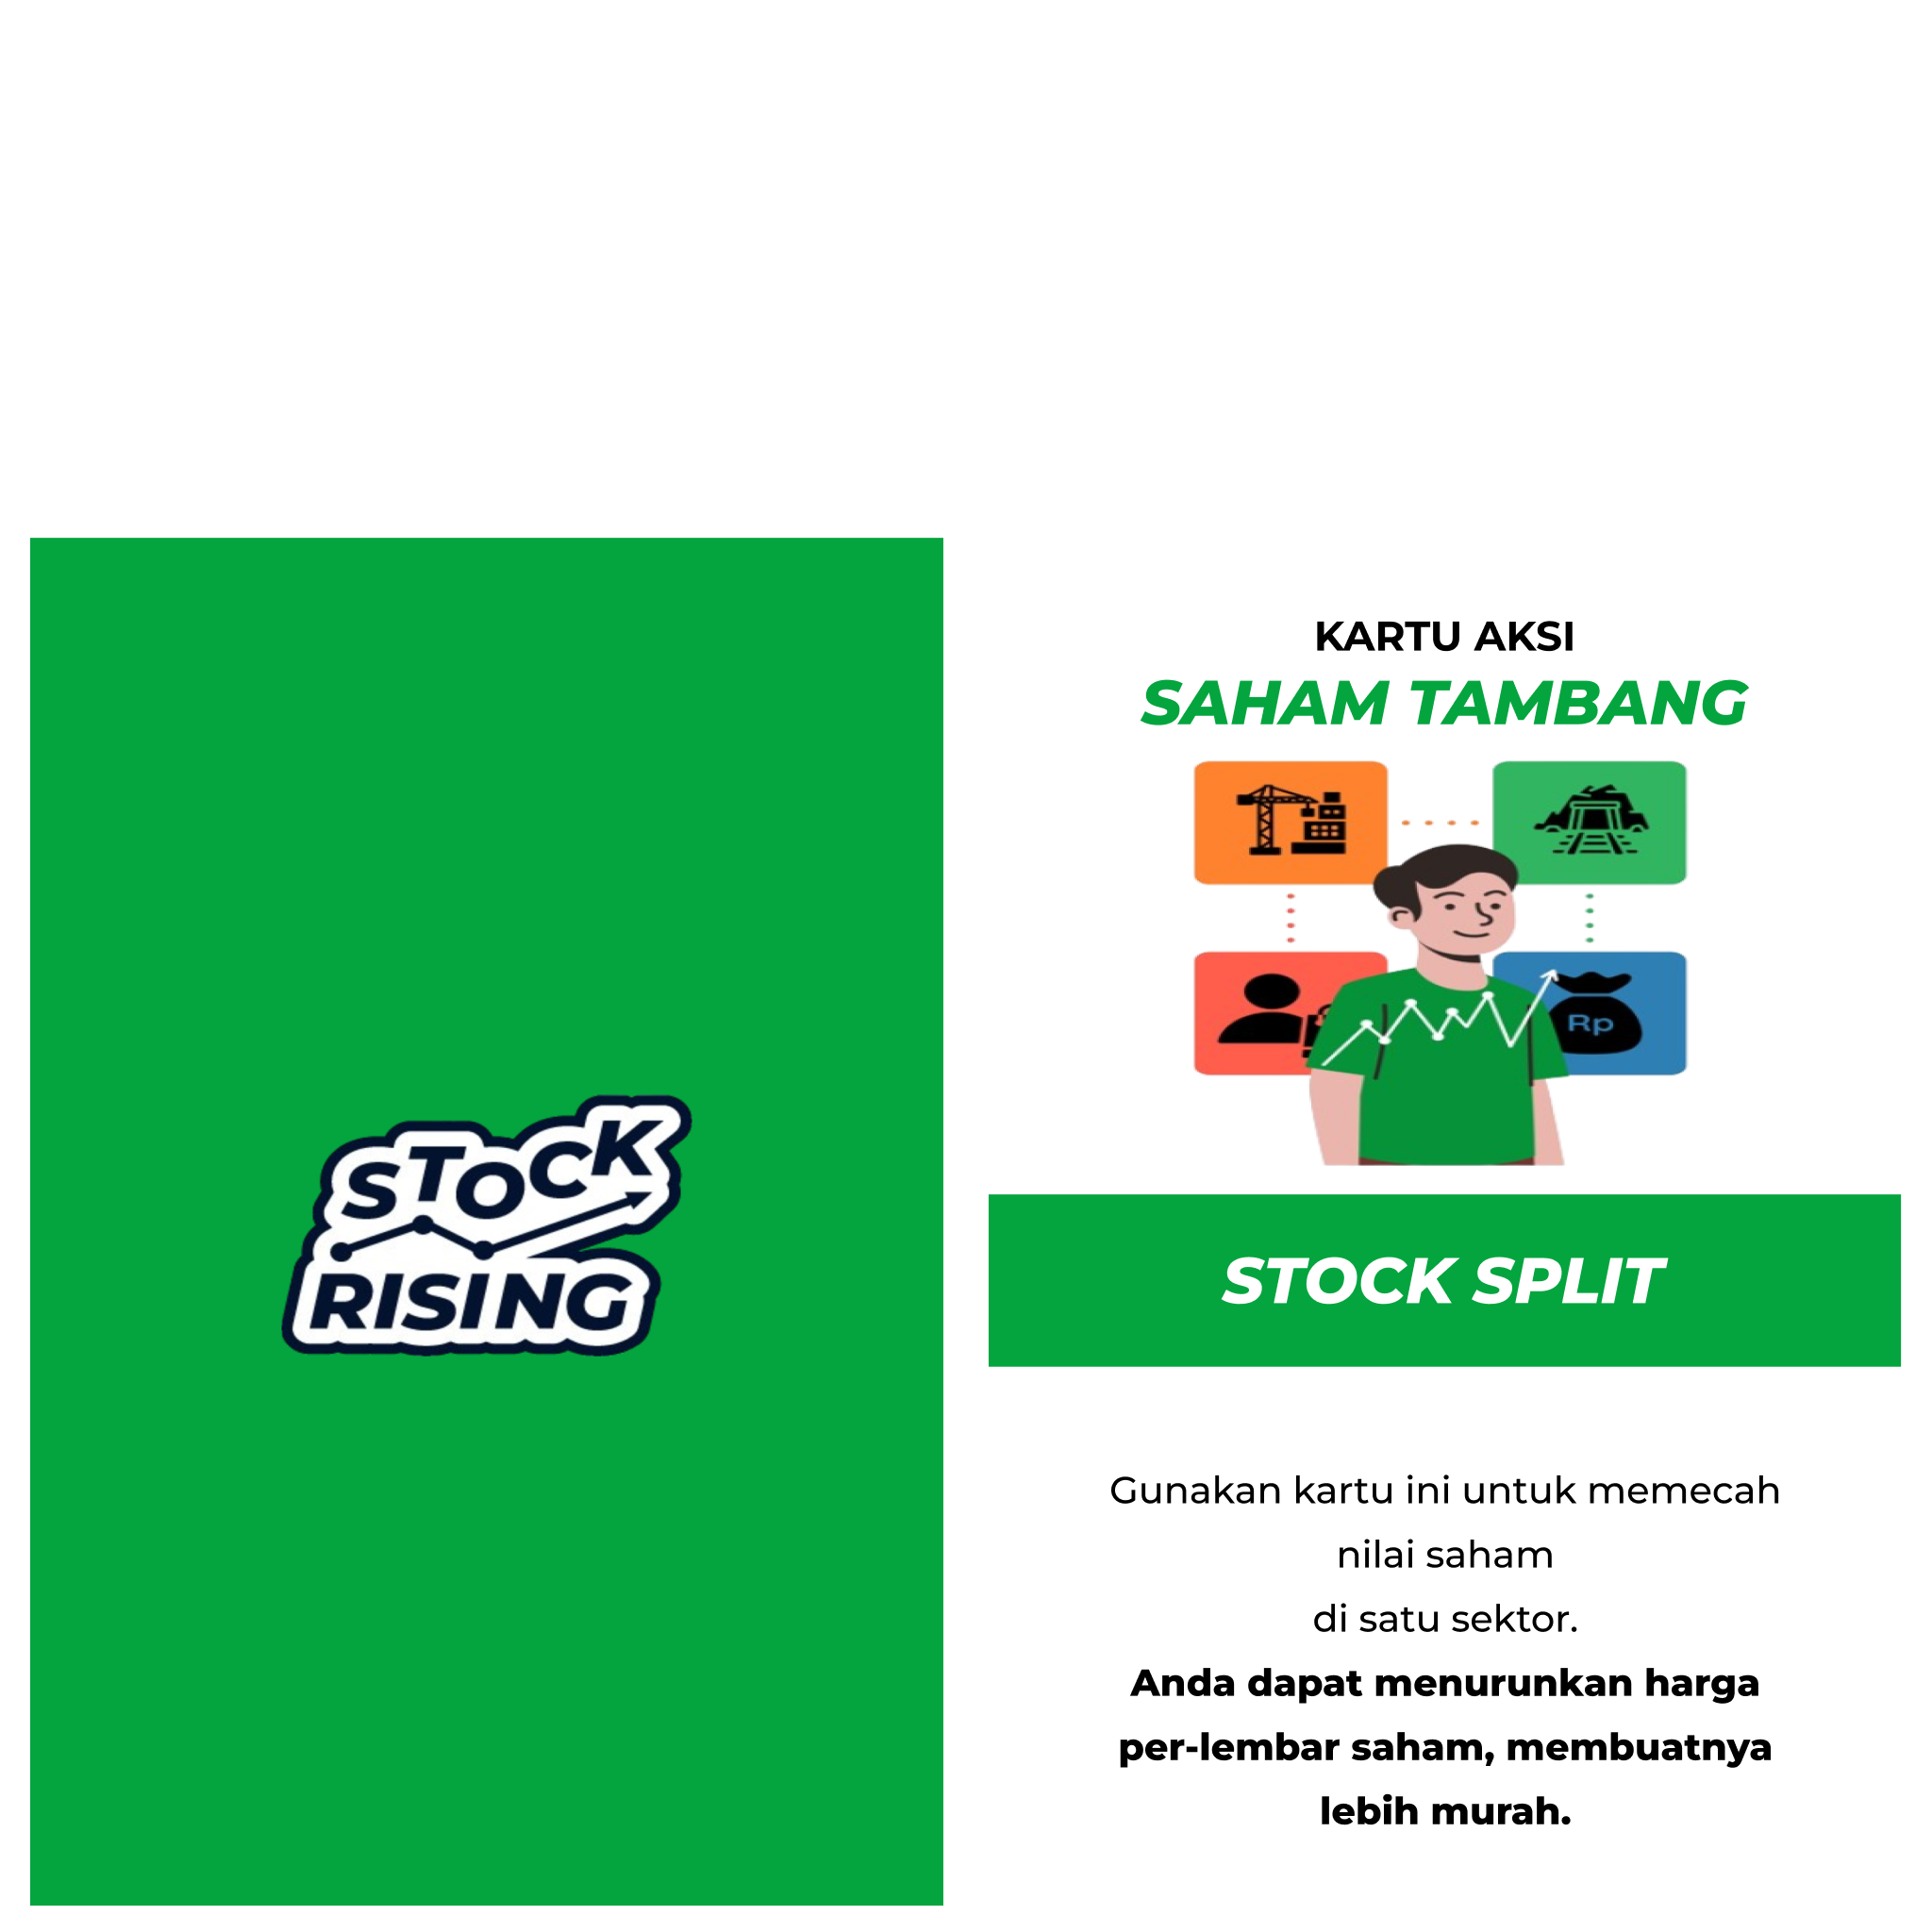 STOCK
RISING
KARTU AKSI
SAHAM TAMBANG
Rp
STOCK SPLIT
Gunakan kartu ini untuk memecah
nilai saham
di satu sektor.
Anda dapat menurunkan harga
per-lembar saham, membuatnya
lebih murah.